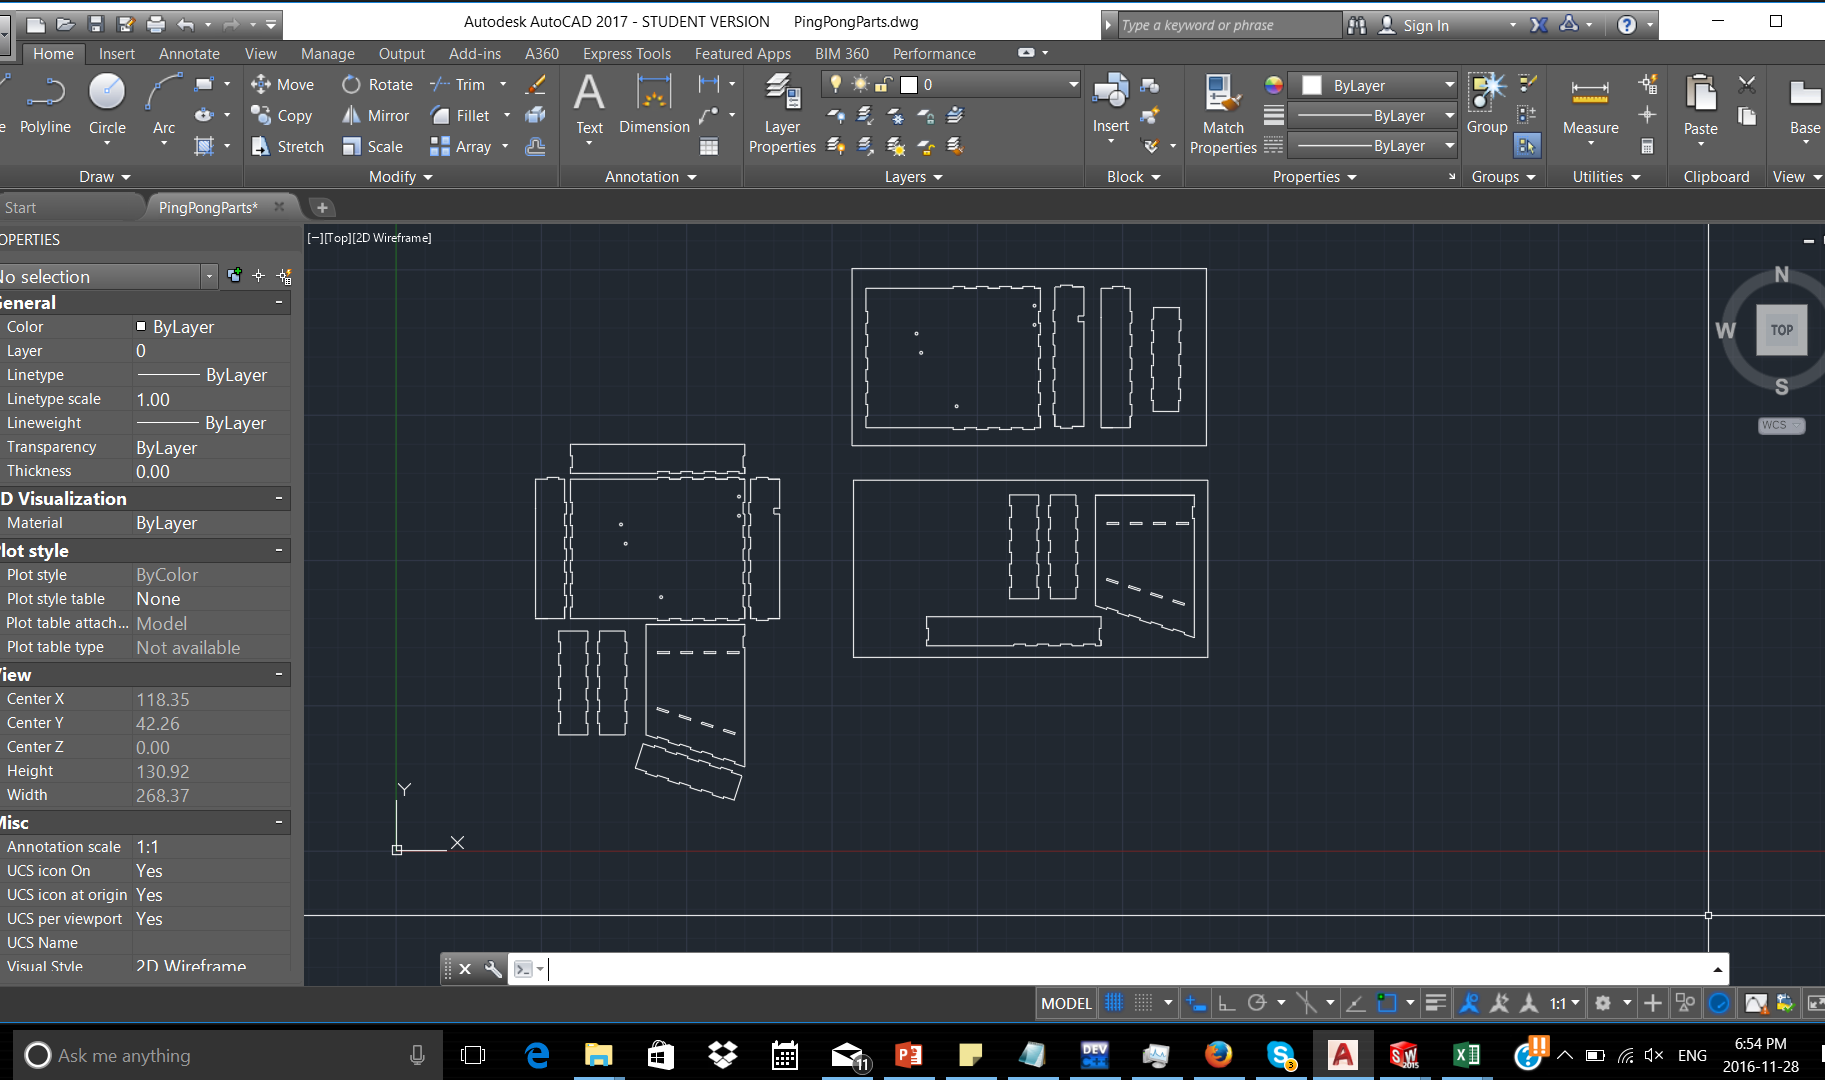 Autodesk AutoCAD 2017 - STUDENT VERSION PingPongParts.dwg
Type a keyword or phrase
Sign In
Home Insert Annotate View Manage Output Add-ins A360 Express Tools Featured Apps BIM 360 Performance
Polyline Circle Arc
Move Rotate Trim
Copy Mirror Fillet
Stretch Scale Array
Text Dimension
Layer Properties
0
Insert
Match Properties
ByLayer
ByLayer
ByLayer
Group
Measure
Paste
Base
Draw Modify Annotation Layers Block Properties Groups Utilities Clipboard View
Start PingPongParts*
OPERTIES
[−][Top][2D Wireframe]
No selection
General
Color ByLayer
Layer 0
Linetype ByLayer
Linetype scale 1.00
Lineweight ByLayer
Transparency ByLayer
Thickness 0.00
D Visualization
Material ByLayer
Plot style
Plot style ByColor
Plot style table None
Plot table attach... Model
Plot table type Not available
View
Center X 118.35
Center Y 42.26
Center Z 0.00
Height 130.92
Width 268.37
Misc
Annotation scale 1:1
UCS icon On Yes
UCS icon at origin Yes
UCS per viewport Yes
UCS Name
Visual Style 2D Wireframe
N
W TOP
S
WCS
Y
X
MODEL
1:1
Ask me anything
11
P
DEV
C++
3
A
SW
2015
X
ENG
6:54 PM
2016-11-28